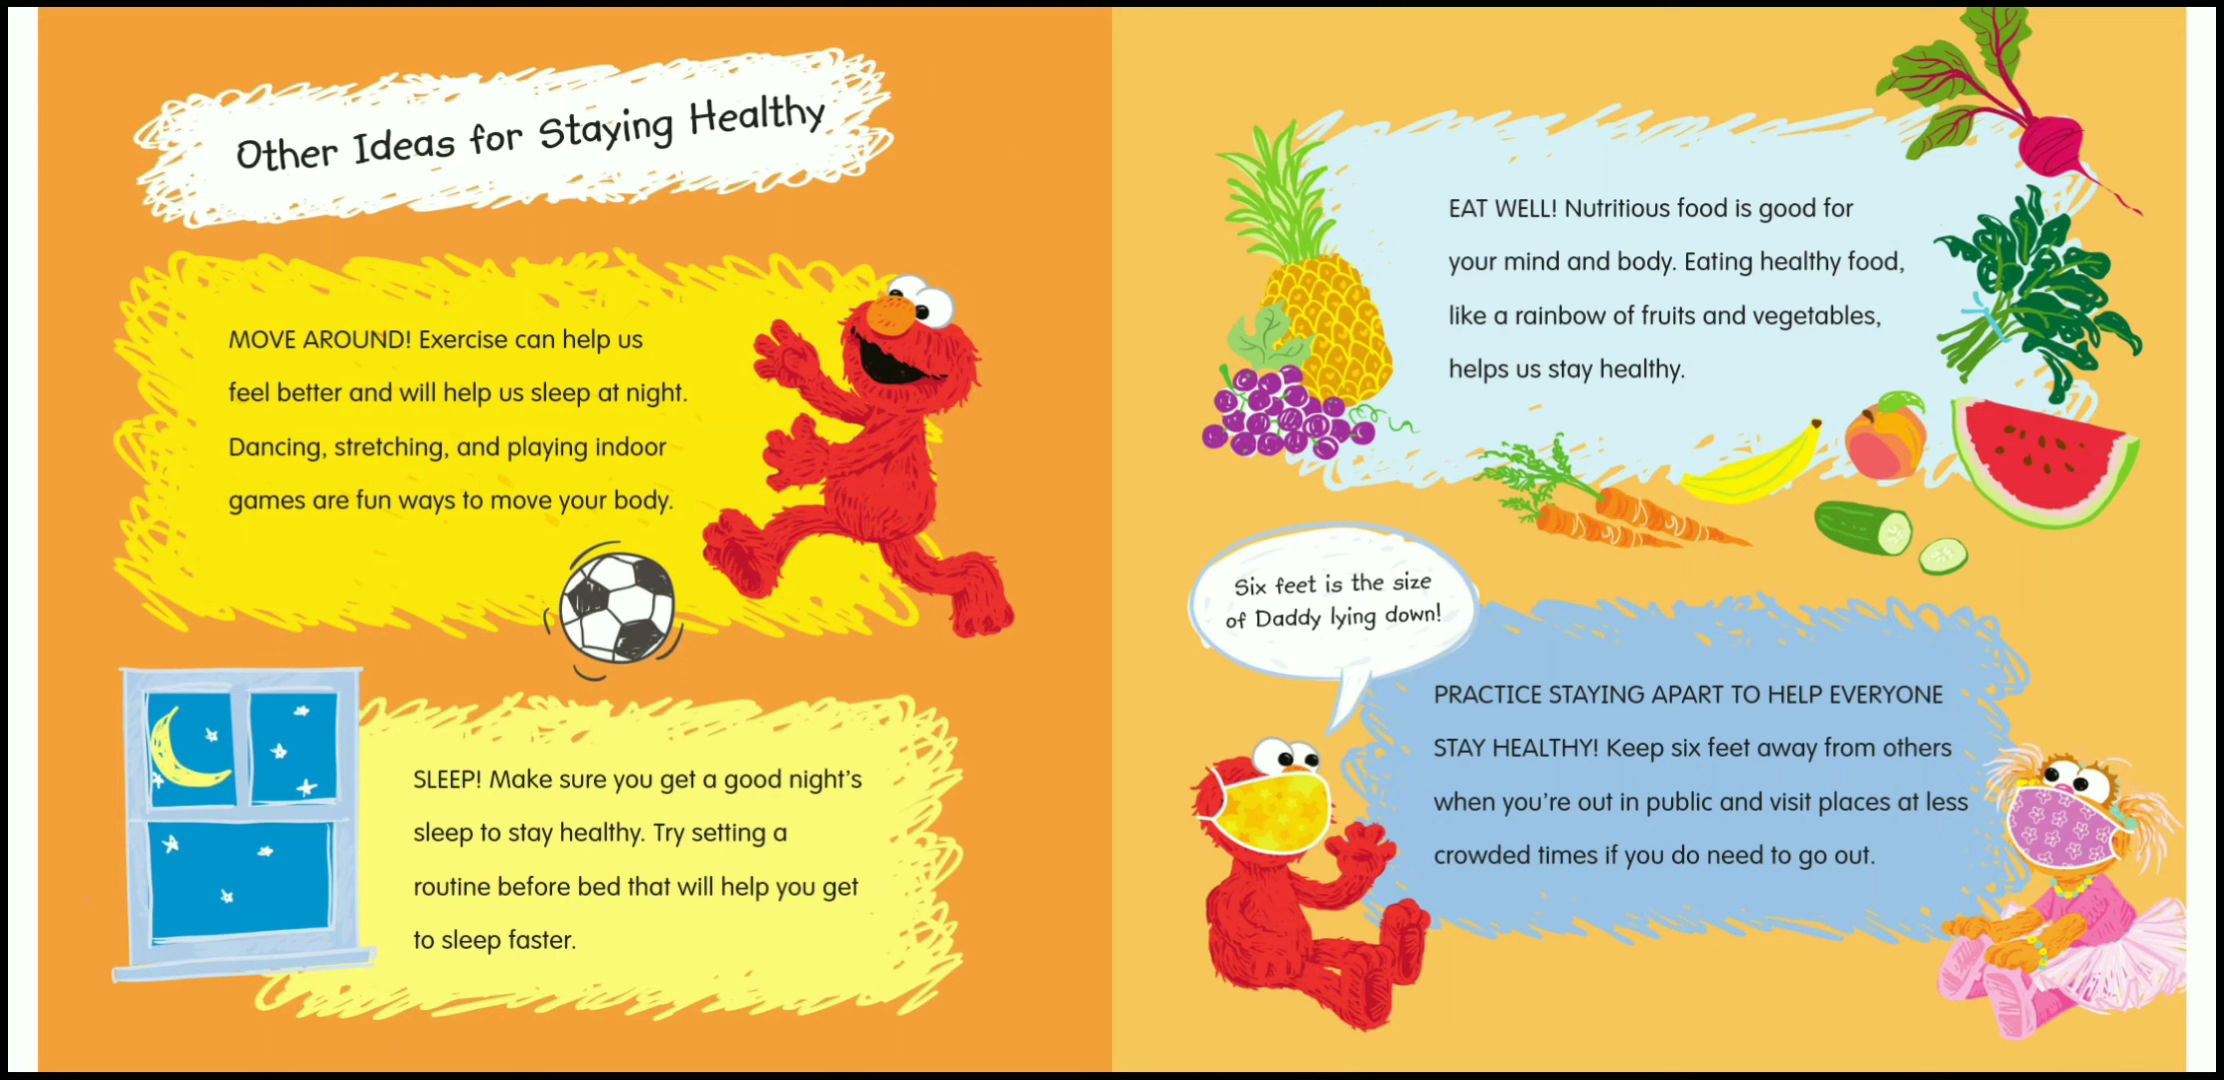 Other Ideas for Staying Healthy
MOVE AROUND! Exercise can help us
feel better and will help us sleep at night.
Dancing, stretching, and playing indoor
games are fun ways to move your body.
SLEEP! Make sure you get a good night's
sleep to stay healthy. Try setting a
routine before bed that will help you get
to sleep faster.
EAT WELL! Nutritious food is good for
your mind and body. Eating healthy food,
like a rainbow of fruits and vegetables,
helps us stay healthy.
Six feet is the size
of Daddy lying down!
PRACTICE STAYING APART TO HELP EVERYONE
STAY HEALTHY! Keep six feet away from others
when you're out in public and visit places at less
crowded times if you do need to go out.